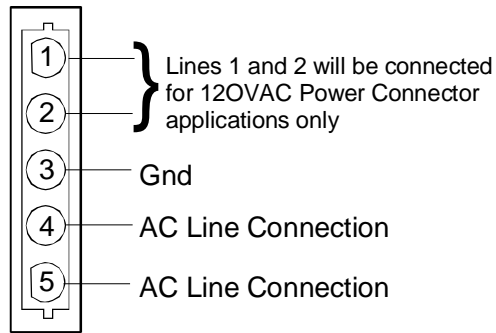 1
Lines 1 and 2 will be connected
for 12OVAC Power Connector
2
applications only
3 Gnd
4 AC Line Connection
5 AC Line Connection